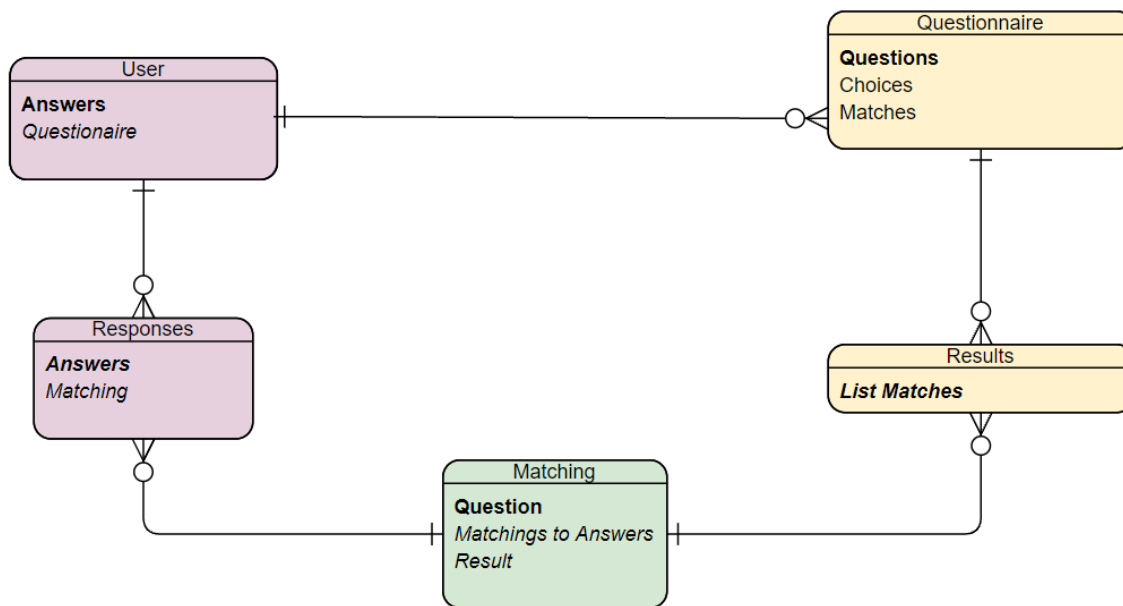 User
Answers
Questionaire
Questionnaire
Questions
Choices
Matches
Responses
Answers
Matching
Results
List Matches
Matching
Question
Matchings to Answers
Result